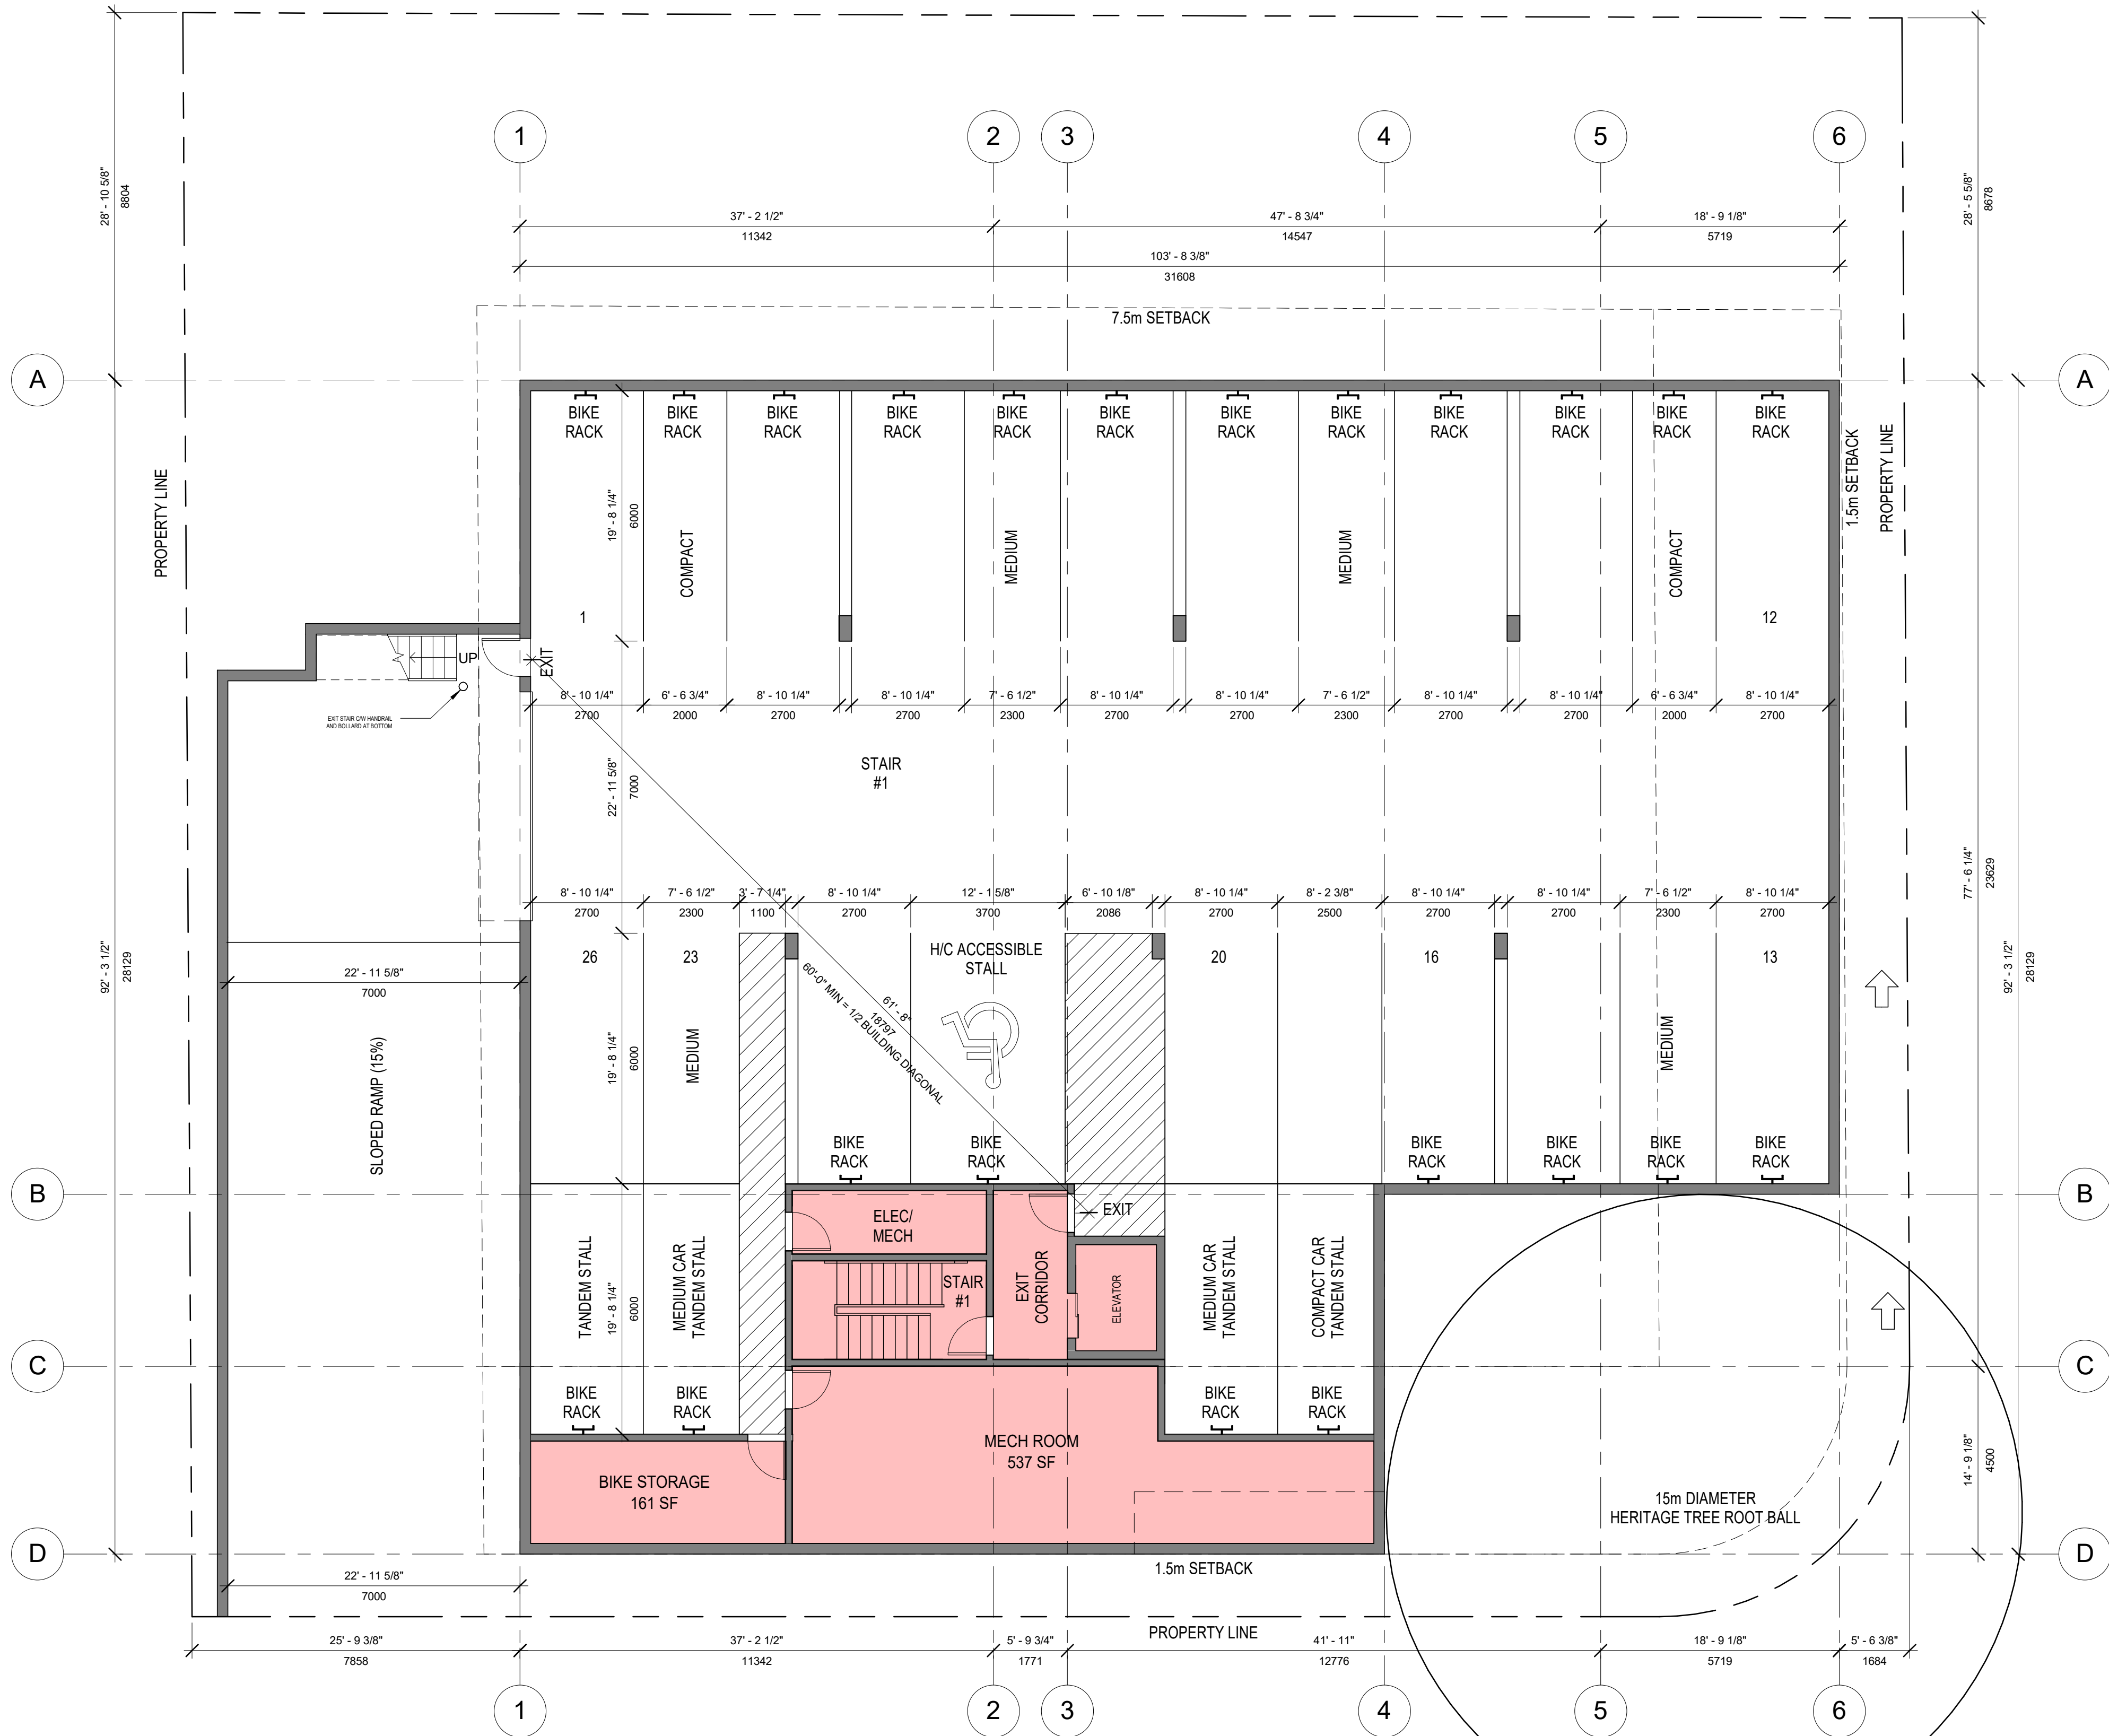 1
2
3
4
5
6
28' - 10 5/8"
8804
28' - 5 5/8"
8678
37' - 2 1/2"
11342
47' - 8 3/4"
14547
18' - 9 1/8"
5719
103' - 8 3/8"
31608
7.5m SETBACK
A
A
BIKE
RACK
BIKE
RACK
BIKE
RACK
BIKE
RACK
BIKE
RACK
BIKE
RACK
BIKE
RACK
BIKE
RACK
BIKE
RACK
BIKE
RACK
BIKE
RACK
BIKE
RACK
PROPERTY LINE
1.5m SETBACK
PROPERTY LINE
19' - 8 1/4"
6000
COMPACT
MEDIUM
MEDIUM
COMPACT
1
12
UP
EXIT
EXIT STAIR C/W HANDRAIL
AND BOLLARD AT BOTTOM
8' - 10 1/4"
2700
6' - 6 3/4"
2000
8' - 10 1/4"
2700
8' - 10 1/4"
2700
7' - 6 1/2"
2300
8' - 10 1/4"
2700
8' - 10 1/4"
2700
7' - 6 1/2"
2300
8' - 10 1/4"
2700
8' - 10 1/4"
2700
6' - 6 3/4"
2000
8' - 10 1/4"
2700
22' - 11 5/8"
7000
STAIR
#1
8' - 10 1/4"
2700
7' - 6 1/2"
2300
3' - 7 1/4"
1100
8' - 10 1/4"
2700
12' - 1 5/8"
3700
6' - 10 1/8"
2086
8' - 10 1/4"
2700
8' - 2 3/8"
2500
8' - 10 1/4"
2700
8' - 10 1/4"
2700
7' - 6 1/2"
2300
8' - 10 1/4"
2700
92' - 3 1/2"
28129
77' - 6 1/4"
23629
92' - 3 1/2"
28129
26
23
H/C ACCESSIBLE
STALL
20
16
13
22' - 11 5/8"
7000
61' - 8"
18797
60'-0" MIN = 1/2 BUILDING DIAGONAL
SLOPED RAMP (15%)
19' - 8 1/4"
6000
MEDIUM
MEDIUM
BIKE
RACK
BIKE
RACK
BIKE
RACK
BIKE
RACK
BIKE
RACK
BIKE
RACK
B
B
ELEC/
MECH
EXIT
TANDEM STALL
19' - 8 1/4"
6000
MEDIUM CAR
TANDEM STALL
STAIR
#1
EXIT
CORRIDOR
ELEVATOR
MEDIUM CAR
TANDEM STALL
COMPACT CAR
TANDEM STALL
C
C
BIKE
RACK
BIKE
RACK
BIKE
RACK
BIKE
RACK
MECH ROOM
537 SF
BIKE STORAGE
161 SF
14' - 9 1/8"
4500
15m DIAMETER
HERITAGE TREE ROOT BALL
D
D
1.5m SETBACK
22' - 11 5/8"
7000
PROPERTY LINE
25' - 9 3/8"
7858
37' - 2 1/2"
11342
5' - 9 3/4"
1771
41' - 11"
12776
18' - 9 1/8"
5719
5' - 6 3/8"
1684
1
2
3
4
5
6